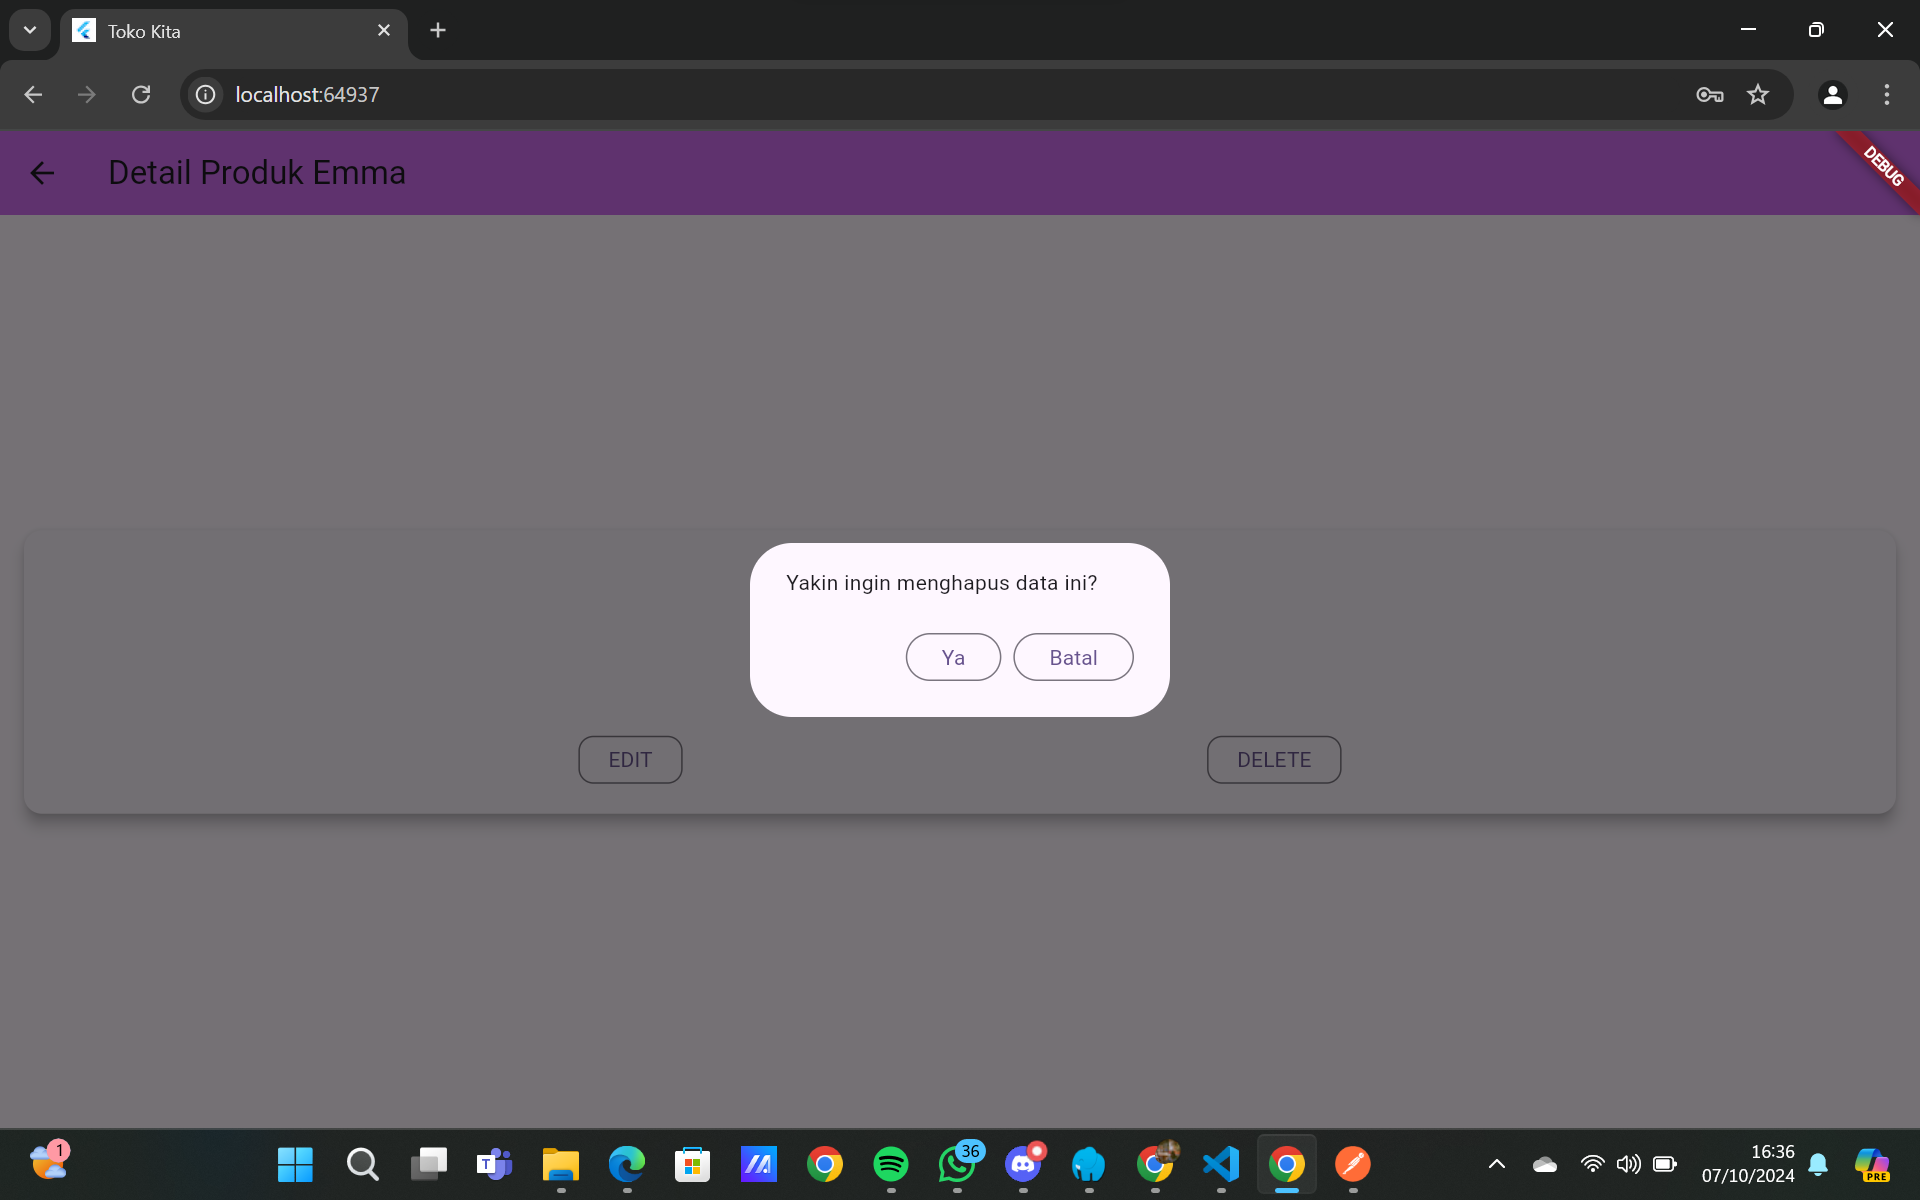 Toko Kita
localhost:64937
Detail Produk Emma
DEBUG
Yakin ingin menghapus data ini?
Ya
Batal
EDIT
DELETE
1
T
36
16:36
07/10/2024
PRE